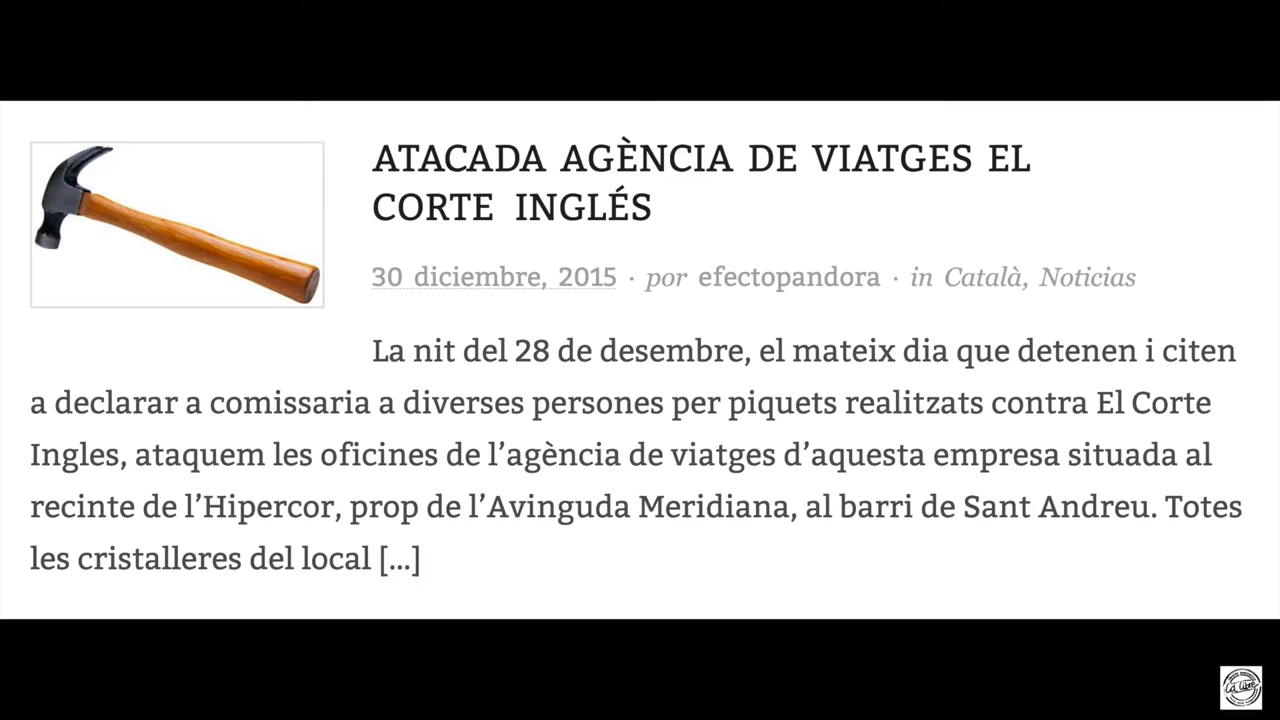 ATACADA AGÈNCIA DE VIATGES EL
CORTE INGLÉS
30 diciembre, 2015 · por efectopandora · in Català, Noticias
La nit del 28 de desembre, el mateix dia que detenen i citen
a declarar a comissaria a diverses persones per piquets realitzats contra El Corte
Ingles, ataquem les oficines de l’agència de viatges d’aquesta empresa situada al
recinte de l’Hipercor, prop de l’Avinguda Meridiana, al barri de Sant Andreu. Totes
les cristalleres del local [...]